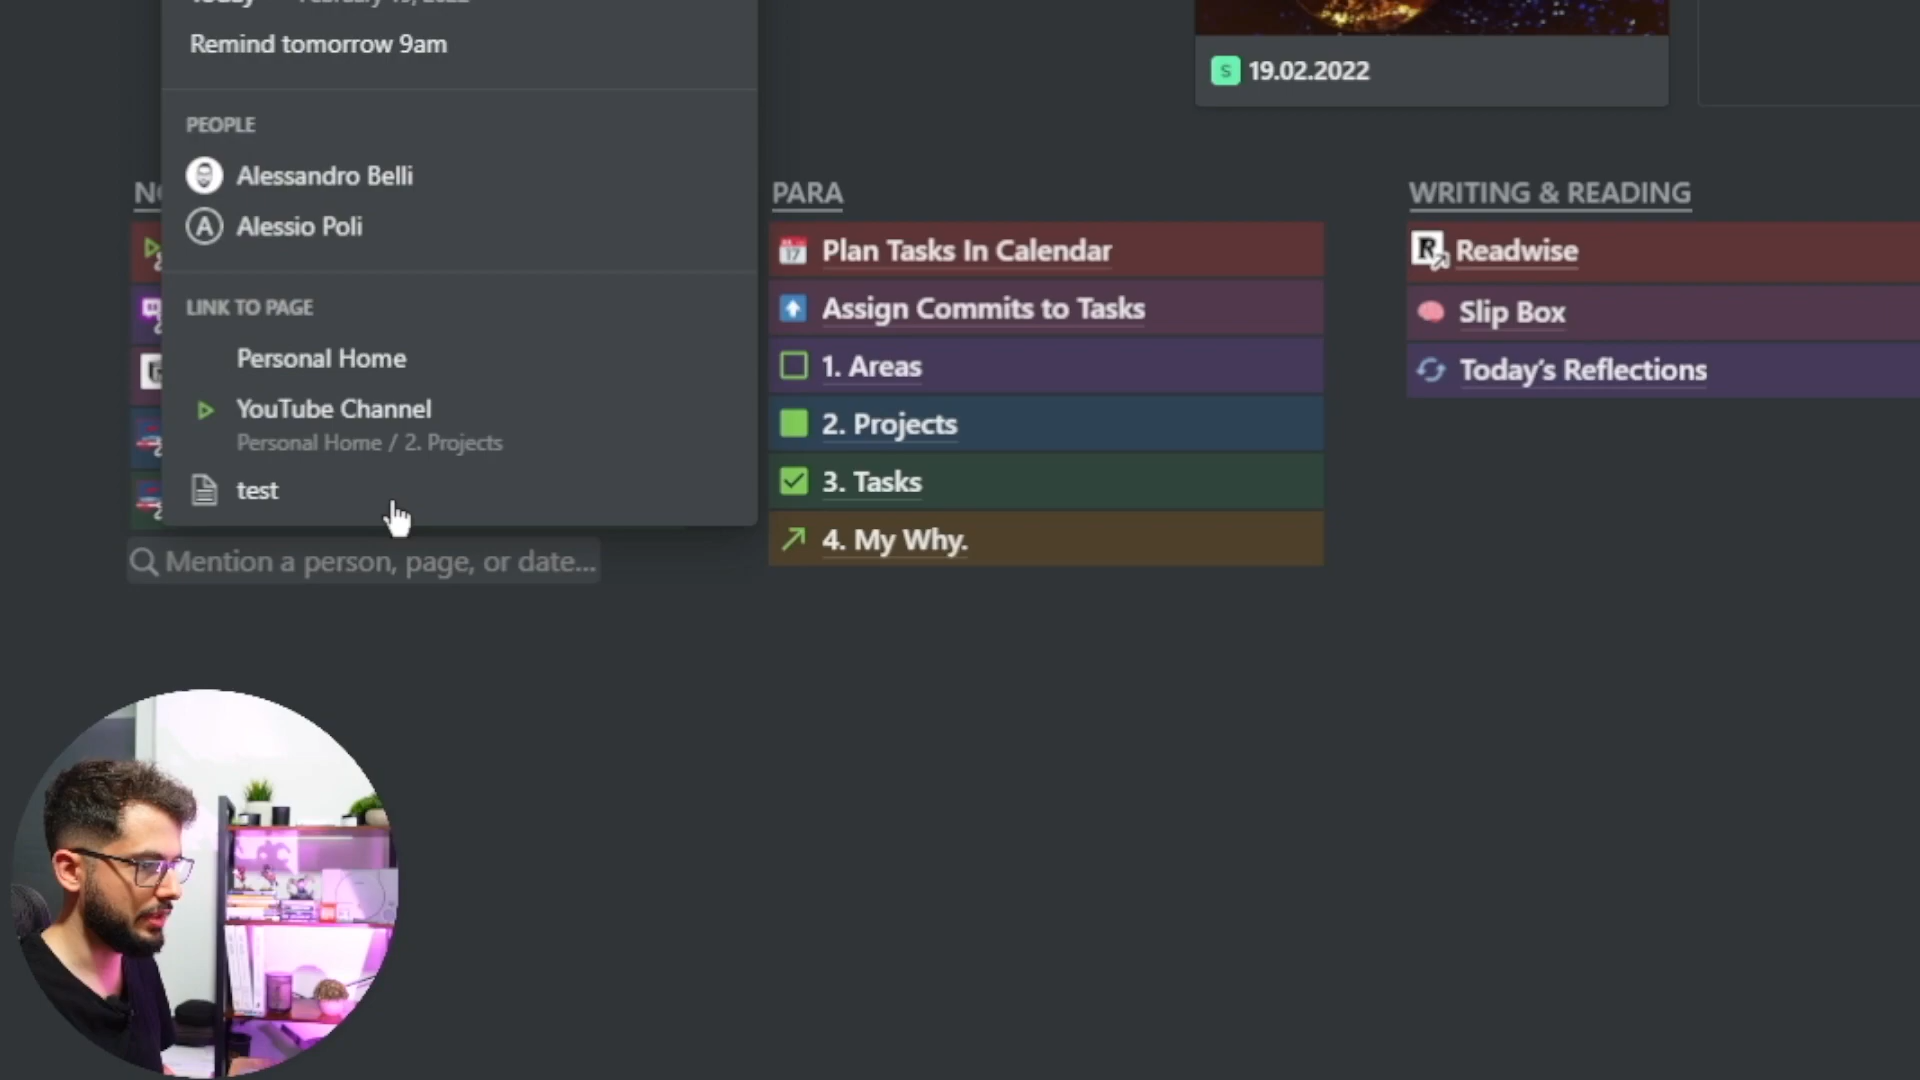 Remind tomorrow 9am
S 19.02.2022
PEOPLE
Alessandro Belli
A Alessio Poli
LINK TO PAGE
Personal Home
YouTube Channel
Personal Home / 2. Projects
test
Mention a person, page, or date...
PARA
17 Plan Tasks In Calendar
Assign Commits to Tasks
1. Areas
2. Projects
3. Tasks
4. My Why.
WRITING & READING
R Readwise
Slip Box
Today's Reflections